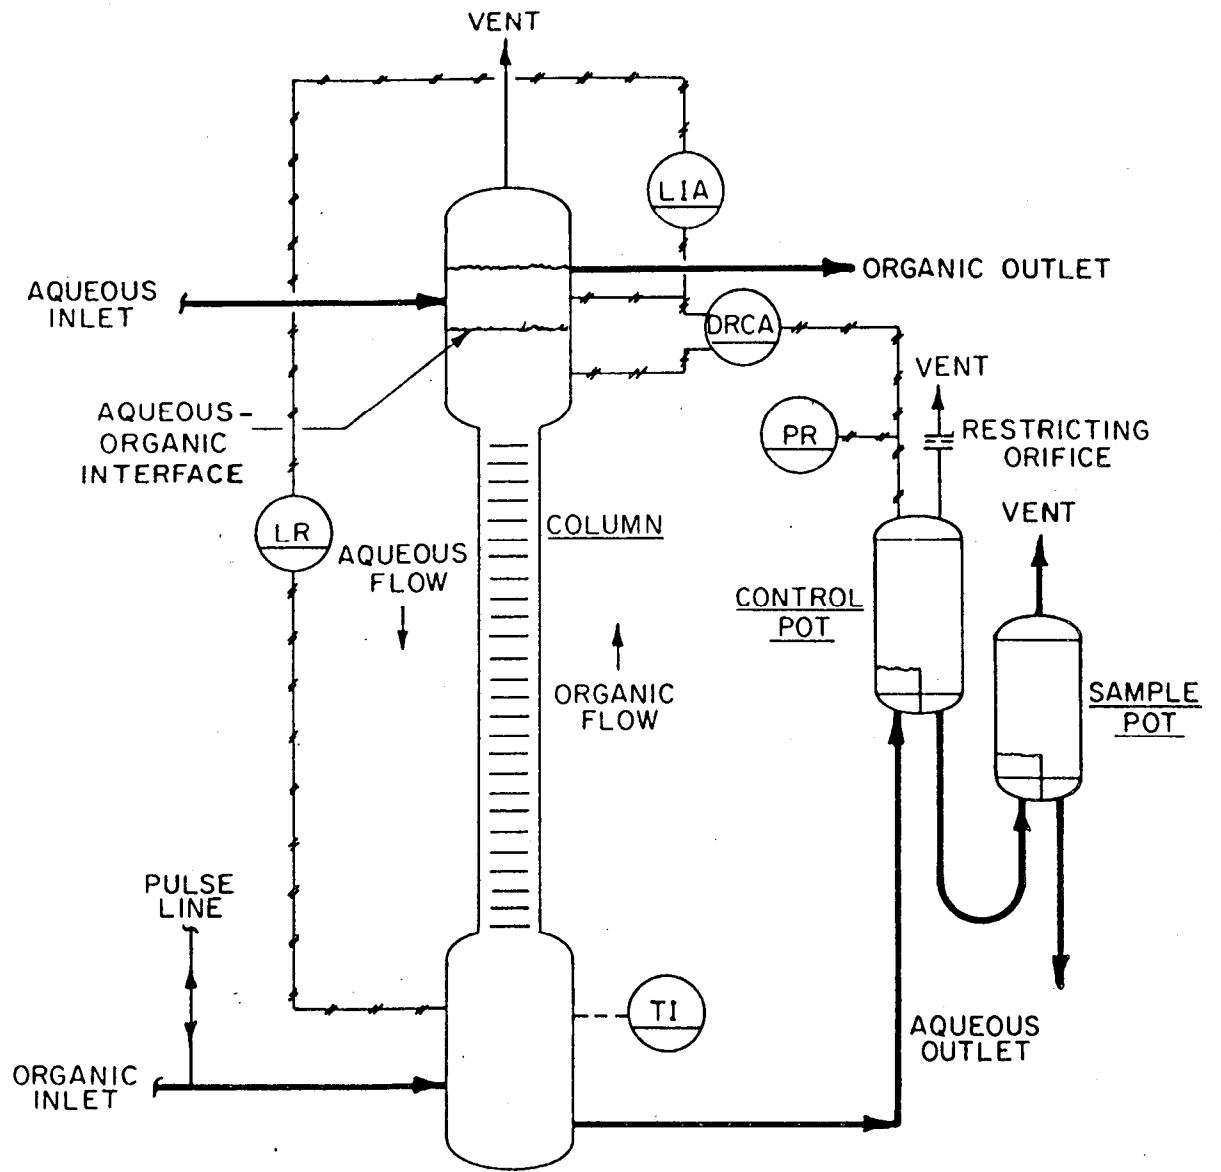 VENT
LIA
AQUEOUS
INLET
ORGANIC OUTLET
DRCA
VENT
AQUEOUS-
ORGANIC
INTERFACE
PR
RESTRICTING
ORIFICE
VENT
LR
COLUMN
AQUEOUS
FLOW
CONTROL
POT
ORGANIC
FLOW
SAMPLE
POT
PULSE
LINE
TI
AQUEOUS
OUTLET
ORGANIC
INLET